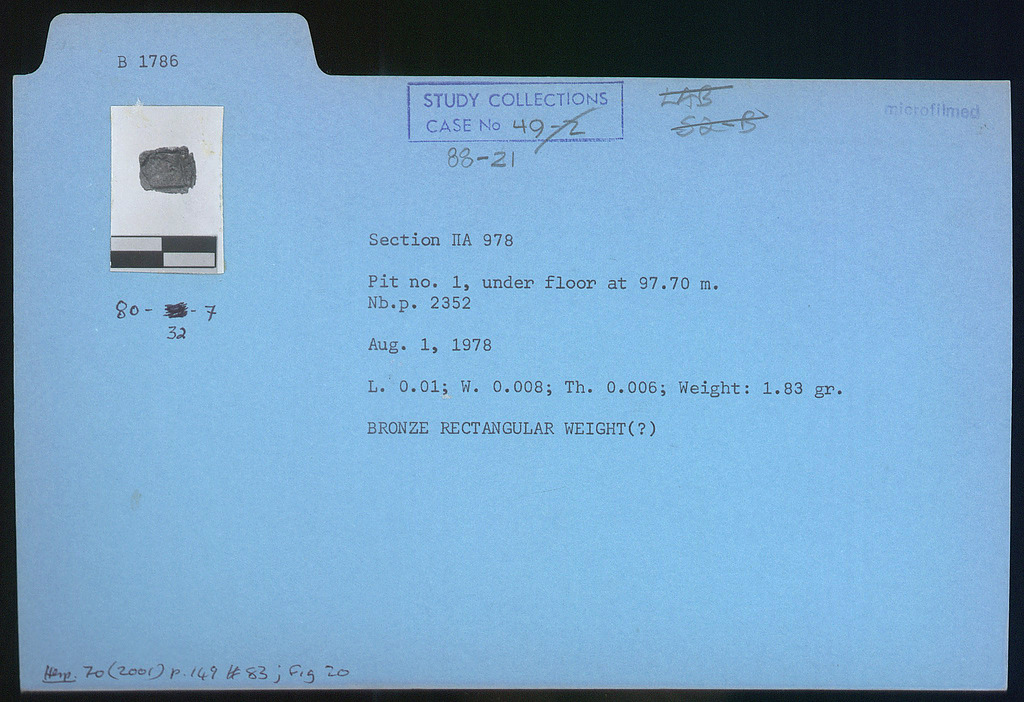 B 1786
STUDY COLLECTIONS
CASE No 49-2
88-21
LAB
S2-B
microfilmed
80- - 7
32
Section ΠA 978
Pit no. 1, under floor at 97.70 m.
Nb.p. 2352
Aug. 1, 1978
L. 0.01; W. 0.008; Th. 0.006; Weight: 1.83 gr.
BRONZE RECTANGULAR WEIGHT(?)
Hesp. 70 (2001) p. 149 # 83; Fig 20